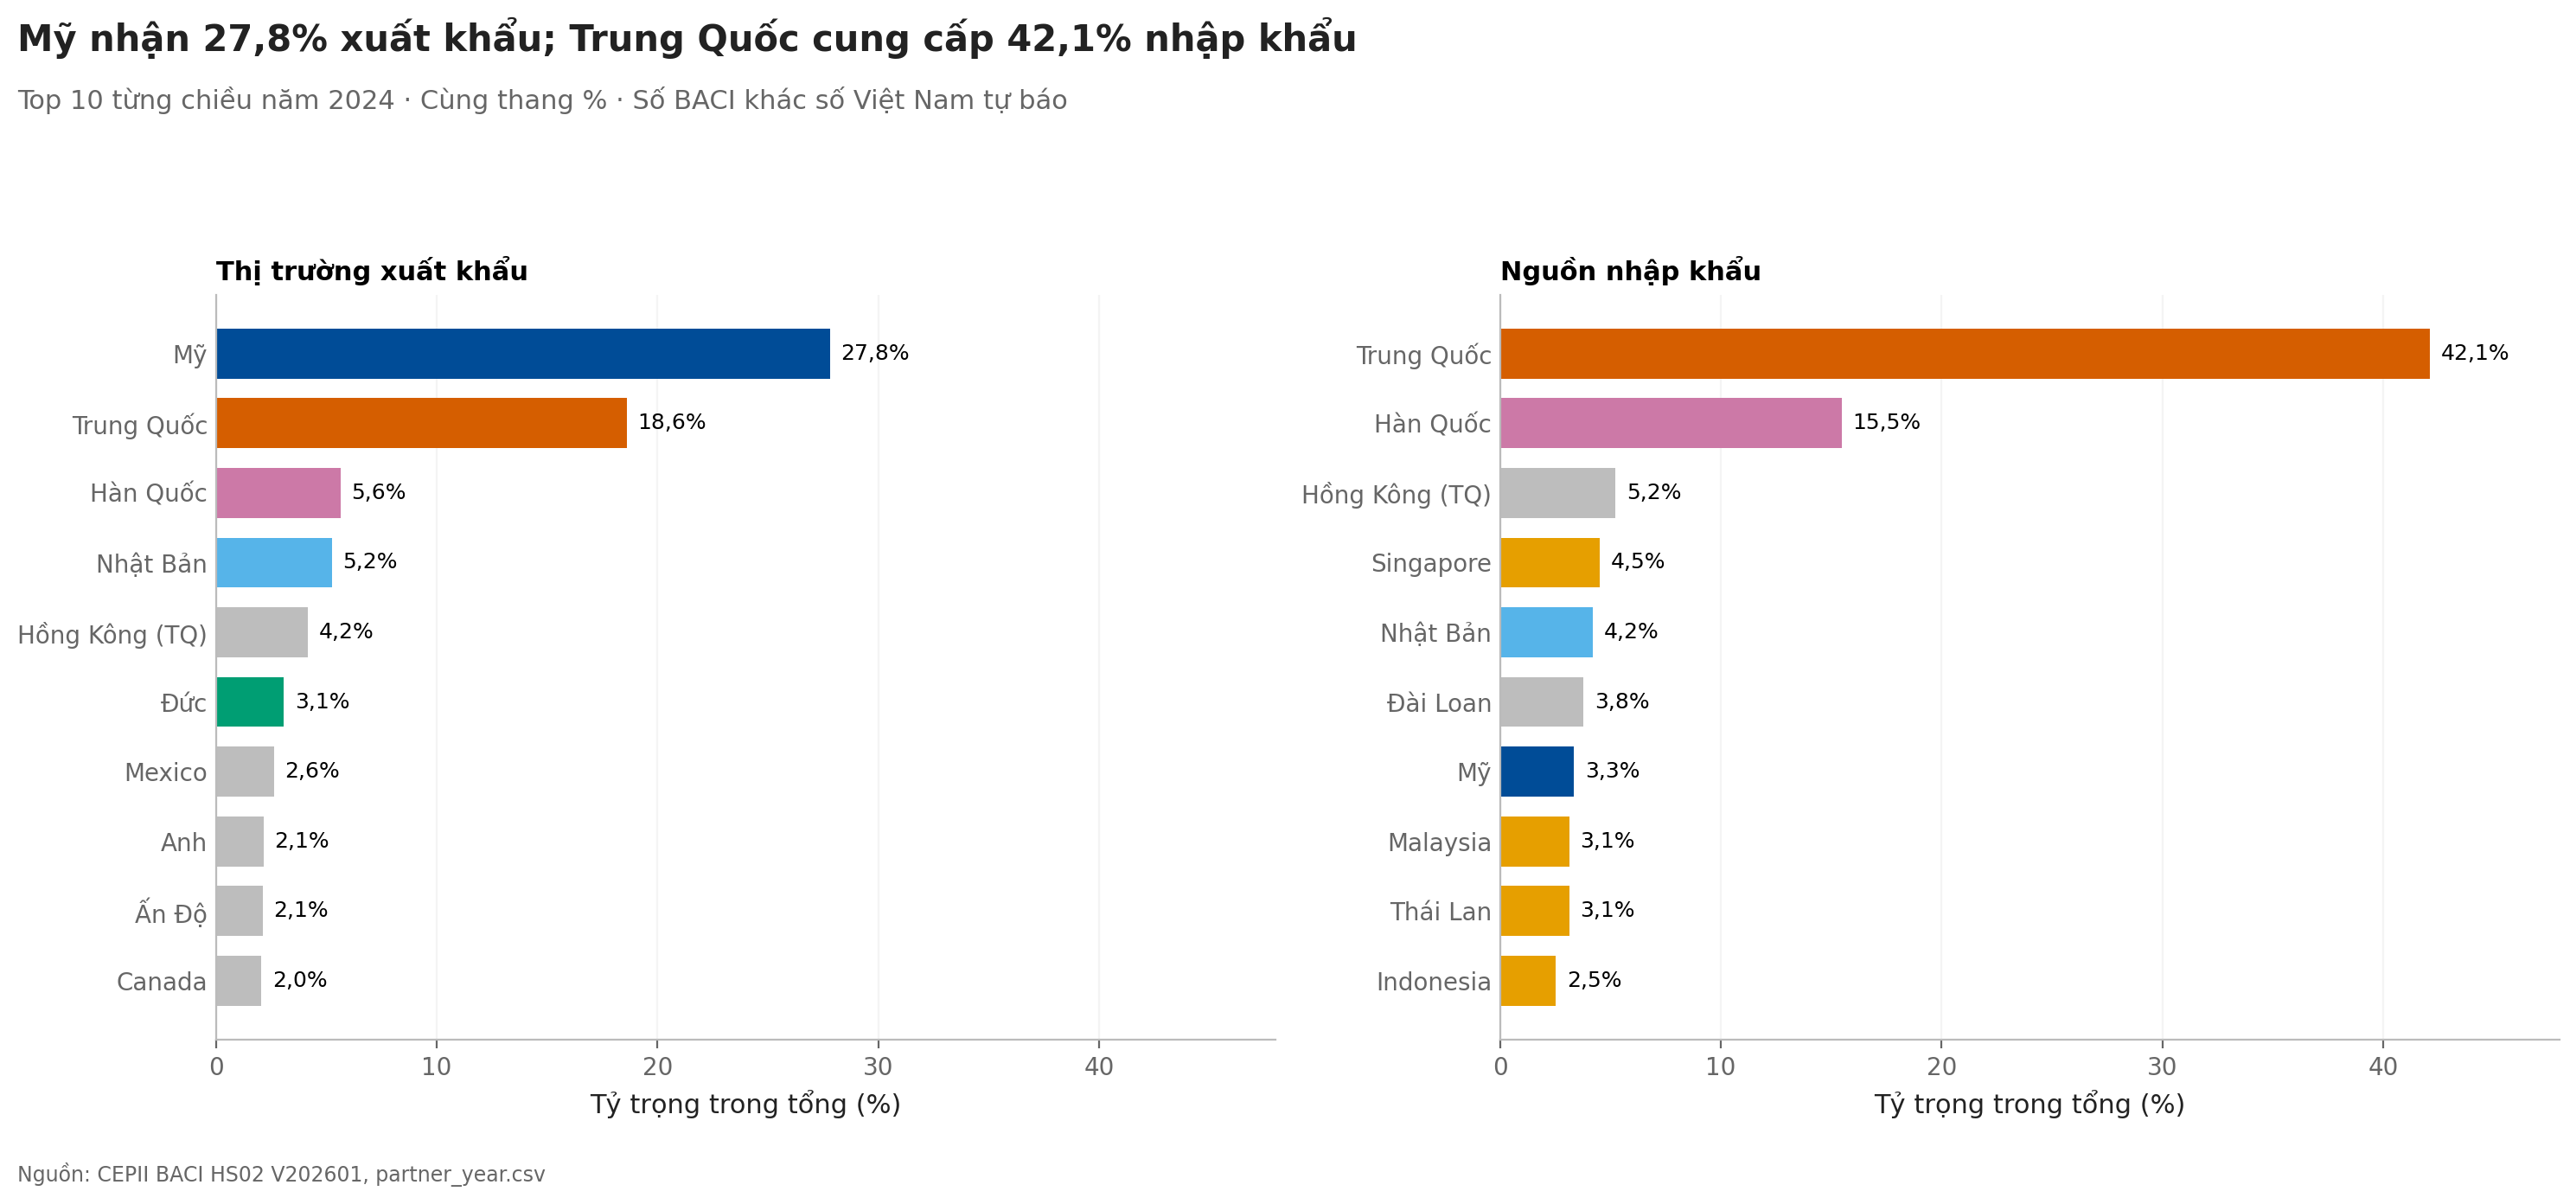 Mỹ nhận 27,8% xuất khẩu; Trung Quốc cung cấp 42,1% nhập khẩu
Top 10 từng chiều năm 2024 · Cùng thang % · Số BACI khác số Việt Nam tự báo
Thị trường xuất khẩu
Mỹ 27,8%
Trung Quốc 18,6%
Hàn Quốc 5,6%
Nhật Bản 5,2%
Hồng Kông (TQ) 4,2%
Đức 3,1%
Mexico 2,6%
Anh 2,1%
Ấn Độ 2,1%
Canada 2,0%
0 10 20 30 40
Tỷ trọng trong tổng (%)
Nguồn nhập khẩu
Trung Quốc 42,1%
Hàn Quốc 15,5%
Hồng Kông (TQ) 5,2%
Singapore 4,5%
Nhật Bản 4,2%
Đài Loan 3,8%
Mỹ 3,3%
Malaysia 3,1%
Thái Lan 3,1%
Indonesia 2,5%
0 10 20 30 40
Tỷ trọng trong tổng (%)
Nguồn: CEPII BACI HS02 V202601, partner_year.csv